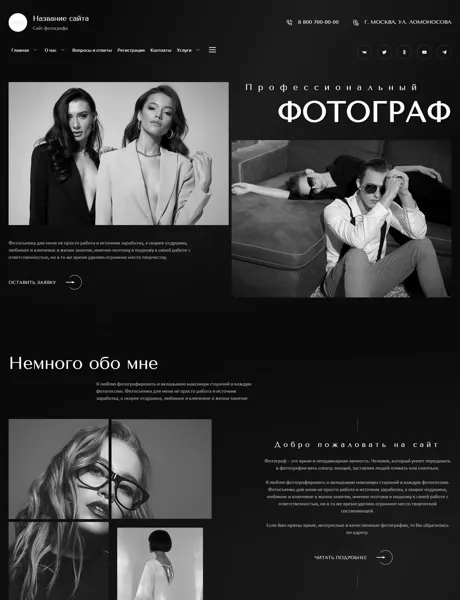 Название сайта
Сайт фотографа
8 800 700-00-00
Г. МОСКВА, УЛ. ЛОМОНОСОВА
Главная
О нас
Вопросы и ответы
Регистрация
Контакты
Услуги
Профессиональный
ФОТОГРАФ
Фотосъемка для меня не просто работа и источник заработка, а скорее отдушина,
любимое и ключевое в жизни занятие, именно поэтому я подхожу к своей работе с
ответственностью, но в то же время уделяю огромное место творчеству.
ОСТАВИТЬ ЗАЯВКУ
Немного обо мне
Я люблю фотографировать и вкладываю максимум стараний в каждую
фотосессию. Фотосъемка для меня не просто работа и источник
заработка, а скорее отдушина, любимое и ключевое в жизни занятие
Добро пожаловать на сайт
Фотограф – это яркая и неординарная личность. Человек, который умеет передавать
в фотографии весь спектр эмоций, заставляя людей плакать или смеяться.
Я люблю фотографировать и вкладываю максимум стараний в каждую фотосессию.
Фотосъемка для меня не просто работа и источник заработка, а скорее отдушина,
любимое и ключевое в жизни занятие, именно поэтому я подхожу к своей работе с
ответственностью, но в то же время уделяю огромное место творческой
составляющей.
Если Вам нужны яркие, интересные и качественные фотографии, то Вы обратились
по адресу.
ЧИТАТЬ ПОДРОБНЕЕ